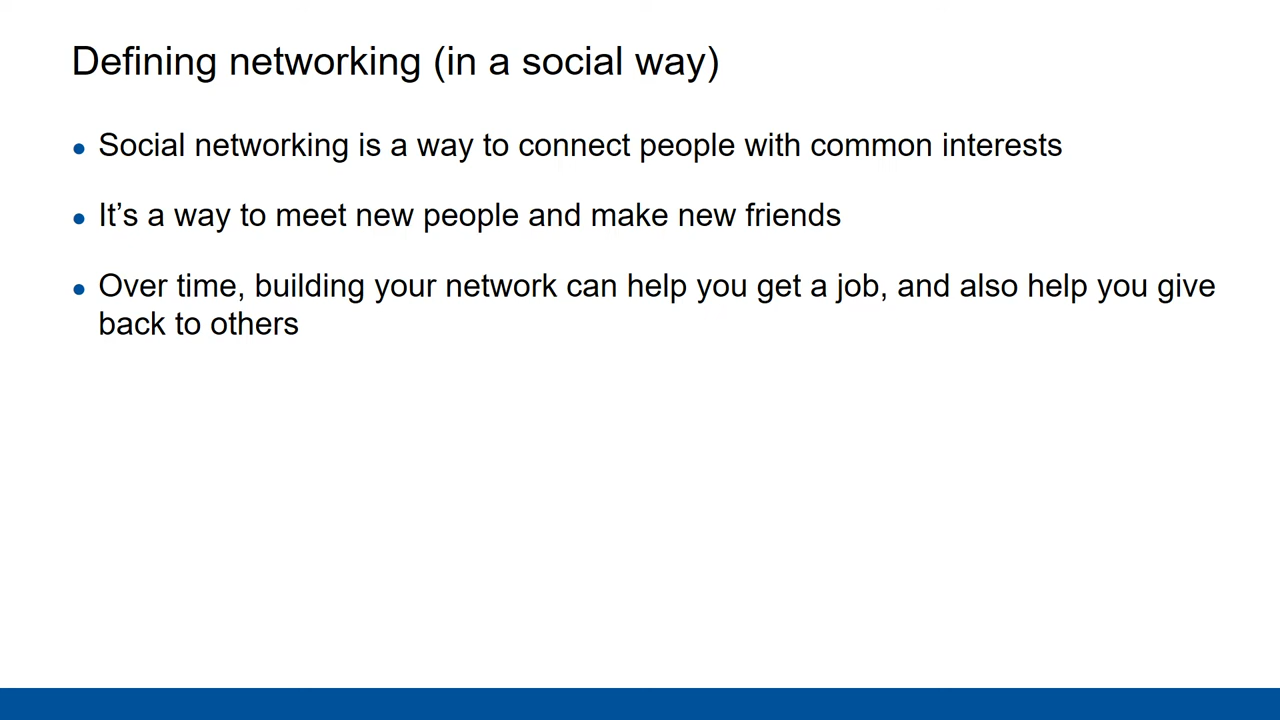 Defining networking (in a social way)
• Social networking is a way to connect people with common interests
• It’s a way to meet new people and make new friends
• Over time, building your network can help you get a job, and also help you give
back to others